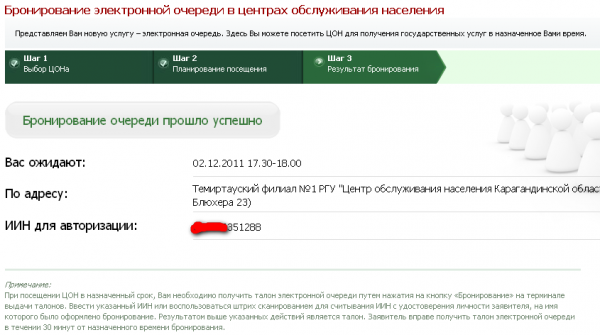 Бронирование электронной очереди в центрах обслуживания населения
Представляем Вам новую услугу – электронная очередь. Здесь Вы можете посетить ЦОН для получения государственных услуг в назначенное Вами время.
Шаг 1
Выбор ЦОНа
Шаг 2
Планирование посещения
Шаг 3
Результат бронирования
Бронирование очереди прошло успешно
Вас ожидают:
02.12.2011 17.30-18.00
По адресу:
Темиртауский филиал №1 РГУ "Центр обслуживания населения Карагандинской облас
Блюхера 23)
ИИН для авторизации:
351288
Примечание:
При посещении ЦОН в назначенный срок, Вам необходимо получить талон электронной очереди путем нажатия на кнопку «Бронирование» на терминале
выдачи талонов. Ввести указанный ИИН или воспользоваться штрих сканированием для считывания ИИН с удостоверения личности заявителя, на имя
которого было оформлено бронирование. Результатом выше указанных действий является талон. Заявитель вправе получить талон электронной очереди
в течении 30 минут от назначенного времени бронирования.